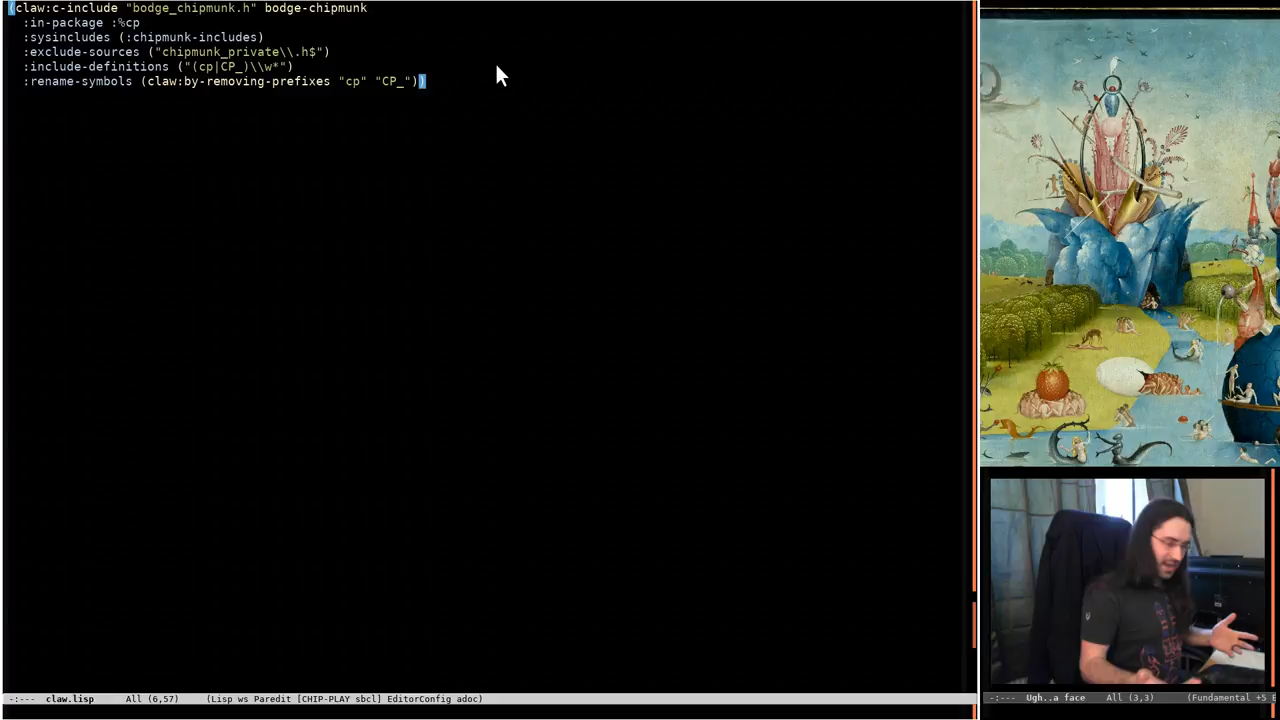 (claw:c-include "bodge_chipmunk.h" bodge-chipmunk
  :in-package :%cp
  :sysincludes (:chipmunk-includes)
  :exclude-sources ("chipmunk_private\\.h$")
  :include-definitions ("(cp|CP_)\\w*")
  :rename-symbols (claw:by-removing-prefixes "cp" "CP_"))
-:---  claw.lisp      All (6,57)     (Lisp ws Paredit [CHIP-PLAY sbcl] EditorConfig adoc)
-:---  Ugh..a face    All (3,3)      (Fundamental +5 E